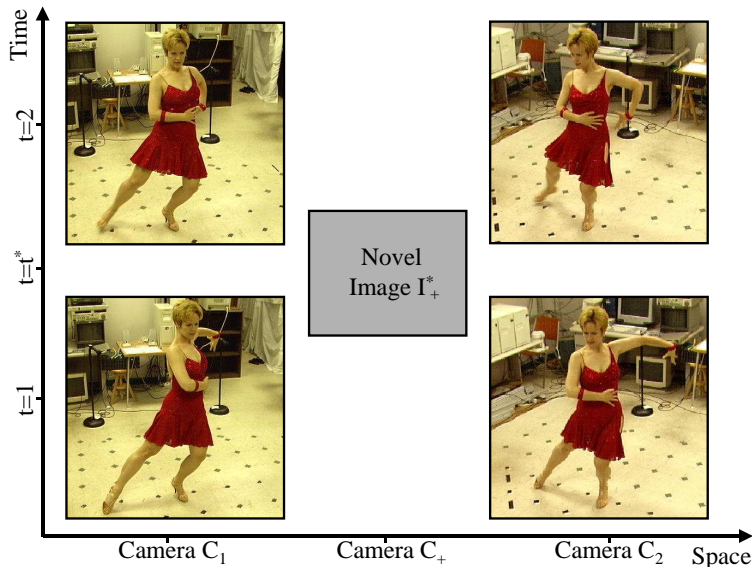 Time
t=2
Novel
Image I*+
t=t*
t=1
Camera C1
Camera C+
Camera C2
Space